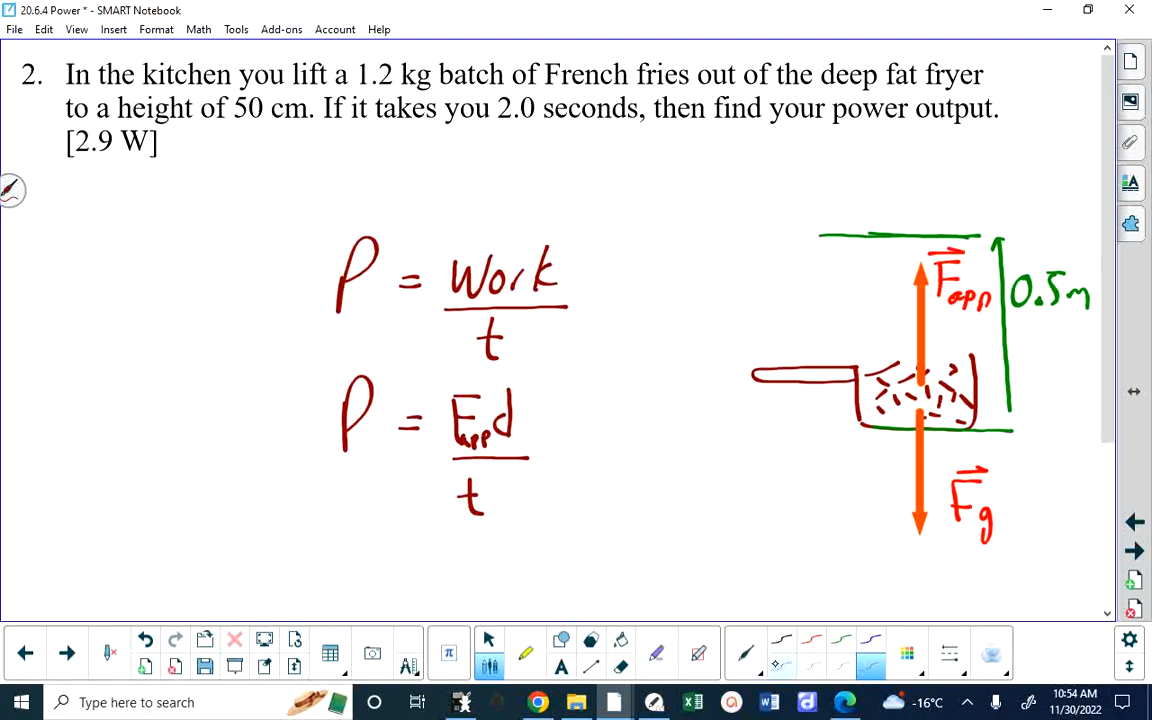 20.6.4 Power * - SMART Notebook
File Edit View Insert Format Math Tools Add-ons Account Help
2. In the kitchen you lift a 1.2 kg batch of French fries out of the deep fat fryer
to a height of 50 cm. If it takes you 2.0 seconds, then find your power output.
[2.9 W]
P = Work
t
P = Fapp d
t
Fapp
0.5m
Fg
π
A
Type here to search
-16°C
10:54 AM
11/30/2022